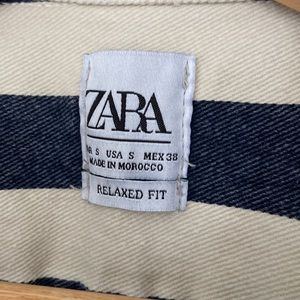 ZARA
S USA S MEX 38
MADE IN MOROCCO
RELAXED FIT